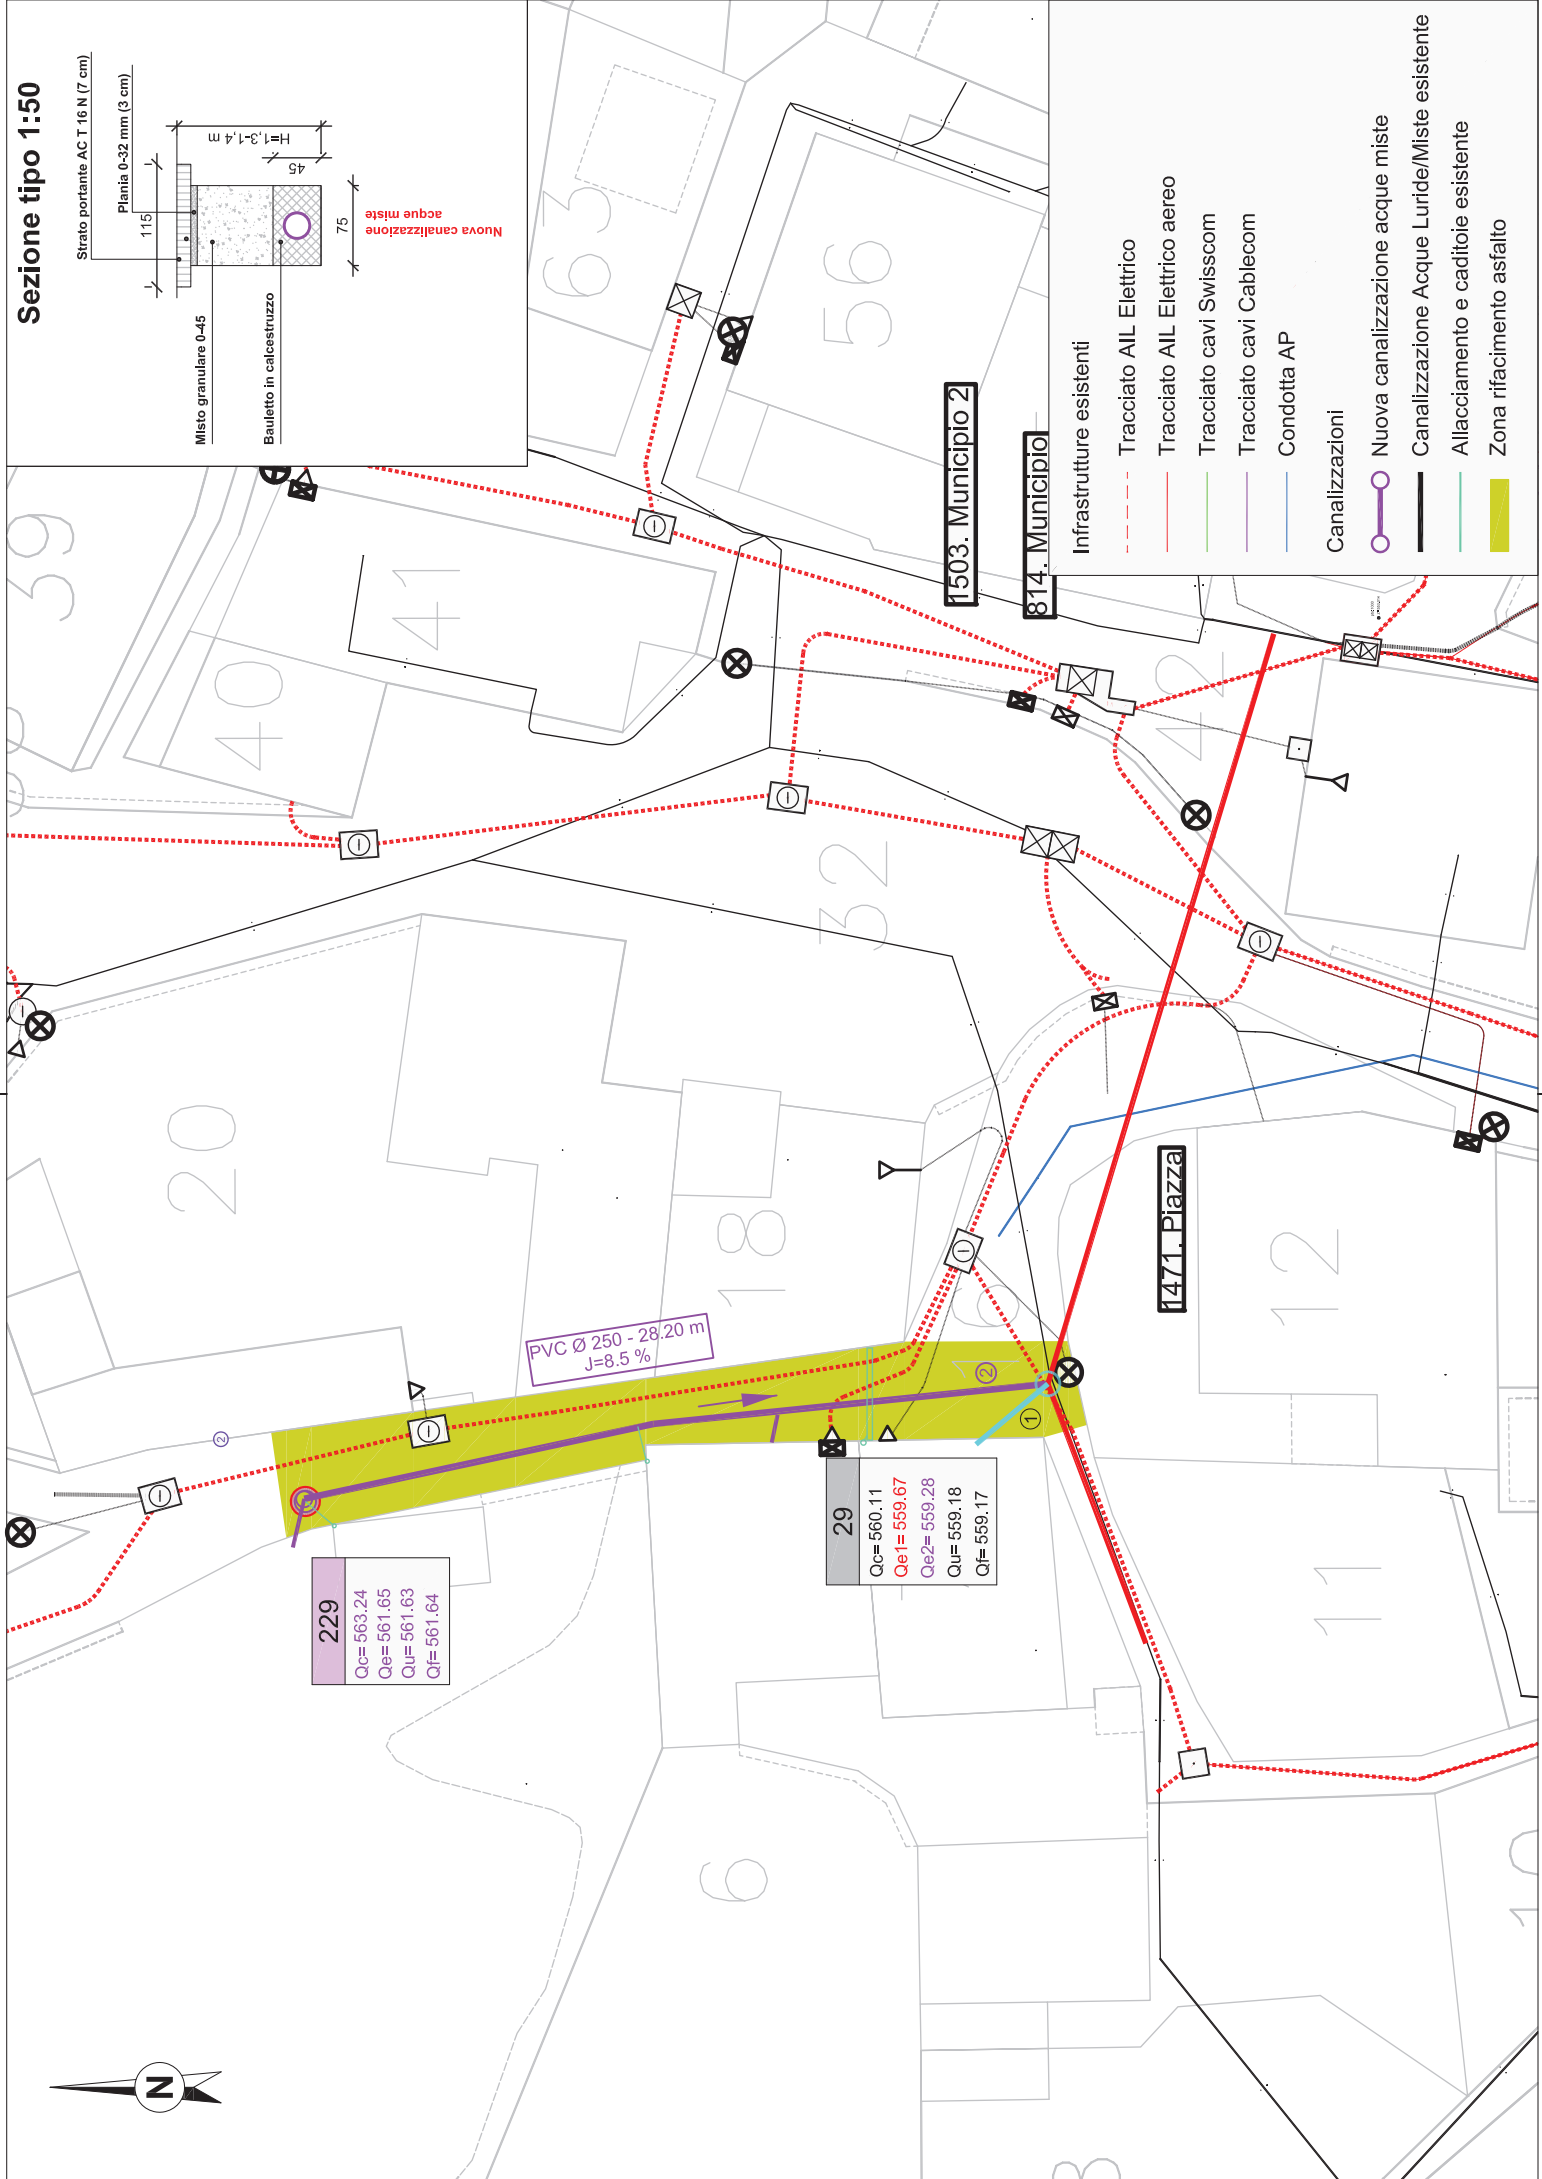 Sezione tipo 1:50
Strato portante AC T 16 N (7 cm)
Plania 0-32 mm (3 cm)
115
H=1,3-1,4 m
45
75
Nuova canalizzazione
acque miste
Misto granulare 0-45
Bauletto in calcestruzzo
39
63
56
41
40
42
32
20
18
12
11
6
1503. Municipio 2
814. Municipio
1471. Piazza
PVC Ø 250 - 28.20 m
J=8.5 %
2
2
1
229
Qc= 563.24
Qe= 561.65
Qu= 561.63
Qf= 561.64
29
Qc= 560.11
Qe1= 559.67
Qe2= 559.28
Qu= 559.18
Qf= 559.17
N
Infrastrutture esistenti
Tracciato AIL Elettrico
Tracciato AIL Elettrico aereo
Tracciato cavi Swisscom
Tracciato cavi Cablecom
Condotta AP
Canalizzazioni
Nuova canalizzazione acque miste
Canalizzazione Acque Luride/Miste esistente
Allacciamento e caditoie esistente
Zona rifacimento asfalto